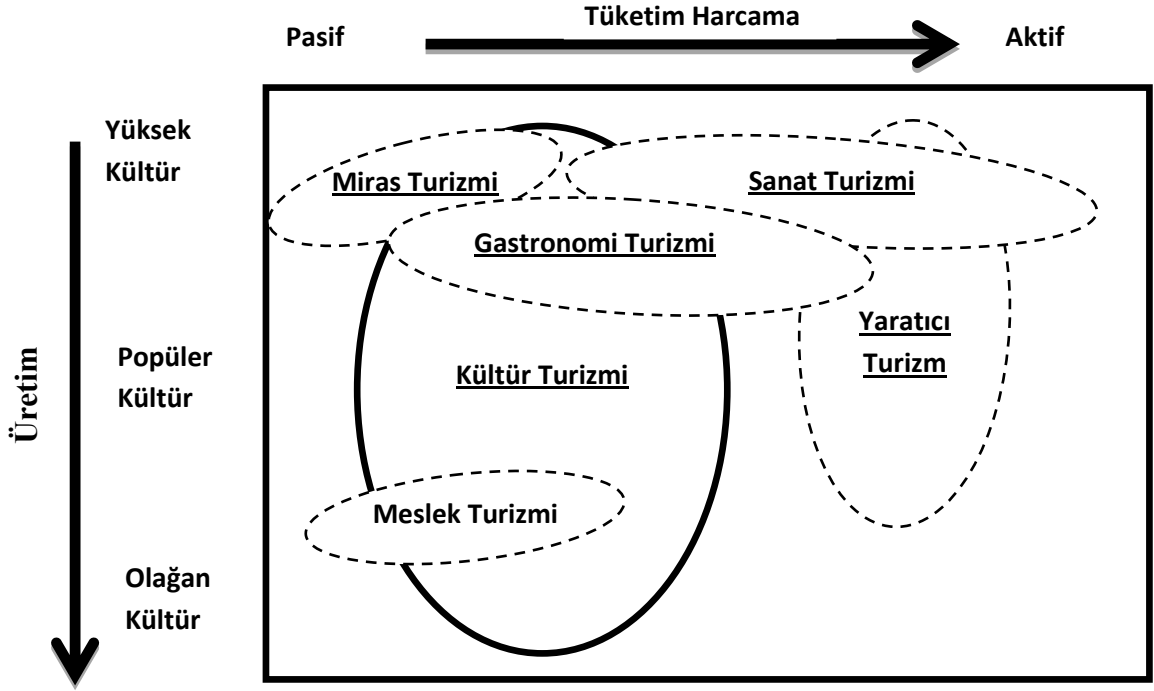 Tüketim Harcama
Pasif
Aktif
Yüksek
Kültür
Miras Turizmi
Sanat Turizmi
Gastronomi Turizmi
Yaratıcı
Turizm
Üretim
Popüler
Kültür
Kültür Turizmi
Meslek Turizmi
Olağan
Kültür